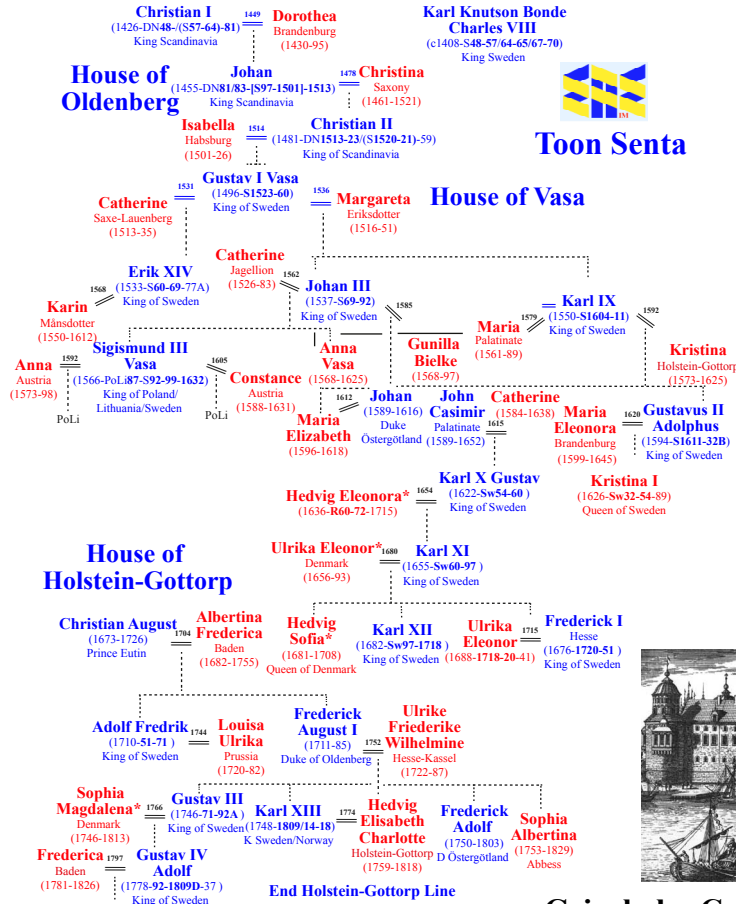 Christian I
(1426-DN48-/(S57-64)-81)
King Scandinavia
1449
Dorothea
Brandenburg
(1430-95)
Karl Knutson Bonde
Charles VIII
(c1408-S48-57/64-65/67-70)
King Sweden
House of
Oldenberg
Johan
(1455-DN81/83-[S97-1501]-1513)
King Scandinavia
1478
Christina
Saxony
(1461-1521)
IM
Toon Senta
Isabella
Habsburg
(1501-26)
1514
Christian II
(1481-DN1513-23/(S1520-21)-59)
King of Scandinavia
Catherine
Saxe-Lauenberg
(1513-35)
1531
Gustav I Vasa
(1496-S1523-60)
King of Sweden
1536
Margareta
Eriksdotter
(1516-51)
House of Vasa
Erik XIV
(1533-S60-69-77A)
King of Sweden
Catherine
Jagellion
(1526-83)
1562
Johan III
(1537-S69-92)
King of Sweden
1585
Karl IX
(1550-S1604-11)
King of Sweden
1592
1568
Karin
Månsdotter
(1550-1612)
1579
Maria
Palatinate
(1561-89)
Anna
Austria
(1573-98)
1592
Sigismund III
Vasa
(1566-PoLi87-S92-99-1632)
King of Poland/
Lithuania/Sweden
1605
Constance
Austria
(1588-1631)
Anna
Vasa
(1568-1625)
Gunilla
Bielke
(1568-97)
Kristina
Holstein-Gottorp
(1573-1625)
PoLi
PoLi
Maria
Elizabeth
(1596-1618)
1612
Johan
(1589-1616)
Duke
Östergötland
John
Casimir
Palatinate
(1589-1652)
1615
Catherine
(1584-1638)
Maria
Eleonora
Brandenburg
(1599-1645)
1620
Gustavus II
Adolphus
(1594-S1611-32B)
King of Sweden
Hedvig Eleonora*
(1636-R60-72-1715)
1654
Karl X Gustav
(1622-Sw54-60 )
King of Sweden
Kristina I
(1626-Sw32-54-89)
Queen of Sweden
House of
Holstein-Gottorp
Ulrika Eleonor*
Denmark
(1656-93)
1680
Karl XI
(1655-Sw60-97 )
King of Sweden
Christian August
(1673-1726)
Prince Eutin
1704
Albertina
Frederica
Baden
(1682-1755)
Hedvig
Sofia*
(1681-1708)
Queen of Denmark
Karl XII
(1682-Sw97-1718 )
King of Sweden
Ulrika
Eleonor
(1688-1718-20-41)
1715
Frederick I
Hesse
(1676-1720-51 )
King of Sweden
Adolf Fredrik
(1710-51-71 )
King of Sweden
1744
Louisa
Ulrika
Prussia
(1720-82)
Frederick
August I
(1711-85)
Duke of Oldenberg
1752
Ulrike
Friederike
Wilhelmine
Hesse-Kassel
(1722-87)
Sophia
Magdalena*
Denmark
(1746-1813)
1766
Gustav III
(1746-71-92A )
King of Sweden
Karl XIII
(1748-1809/14-18)
K Sweden/Norway
1774
Hedvig
Elisabeth
Charlotte
Holstein-Gottorp
(1759-1818)
Frederick
Adolf
(1750-1803)
D Östergötland
Sophia
Albertina
(1753-1829)
Abbess
Frederica
Baden
(1781-1826)
1797
Gustav IV
Adolf
(1778-92-1809D-37 )
King of Sweden
End Holstein-Gottorp Line